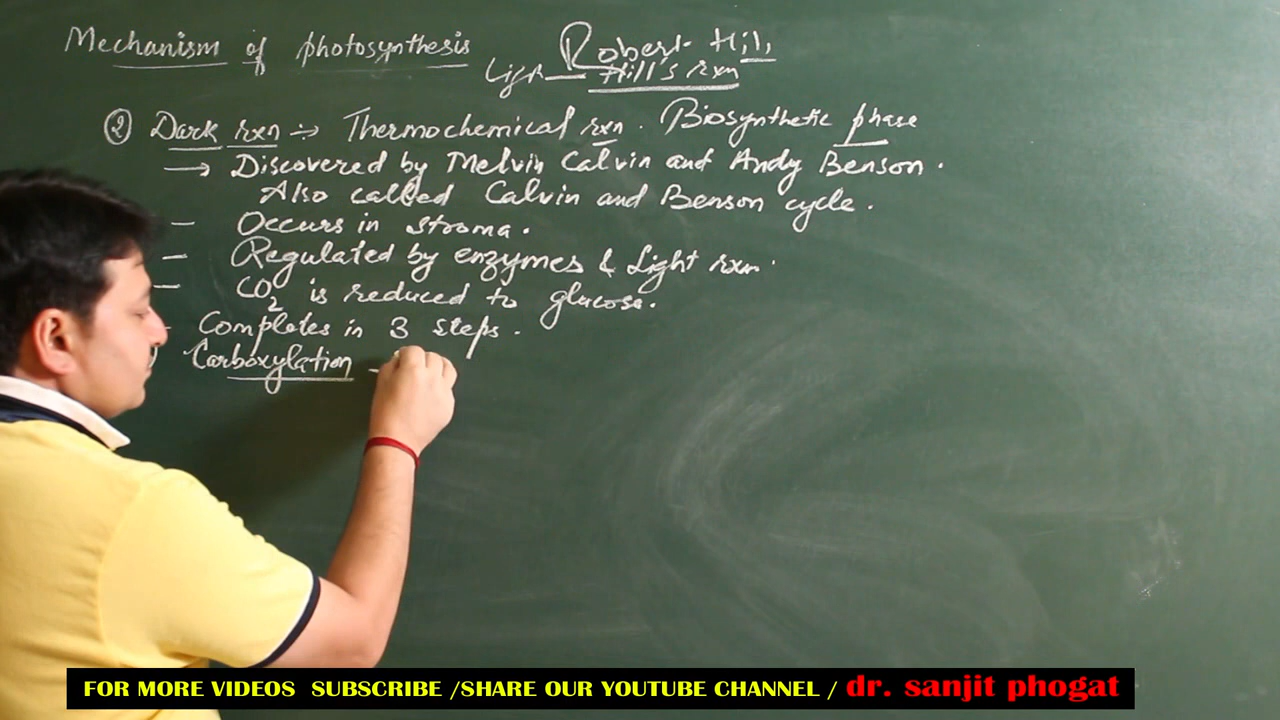 Mechanism of photosynthesis
Robert Hill
Light Hill's rxn
② Dark rxn :→ Thermochemical rxn. Biosynthetic phase
→ Discovered by Melvin Calvin and Andy Benson.
Also called Calvin and Benson cycle.
— Occurs in stroma.
— Regulated by enzymes & Light rxn.
— CO₂ is reduced to glucose.
- Completes in 3 steps.
) Carboxylation -
FOR MORE VIDEOS SUBSCRIBE /SHARE OUR YOUTUBE CHANNEL / dr. sanjit phogat